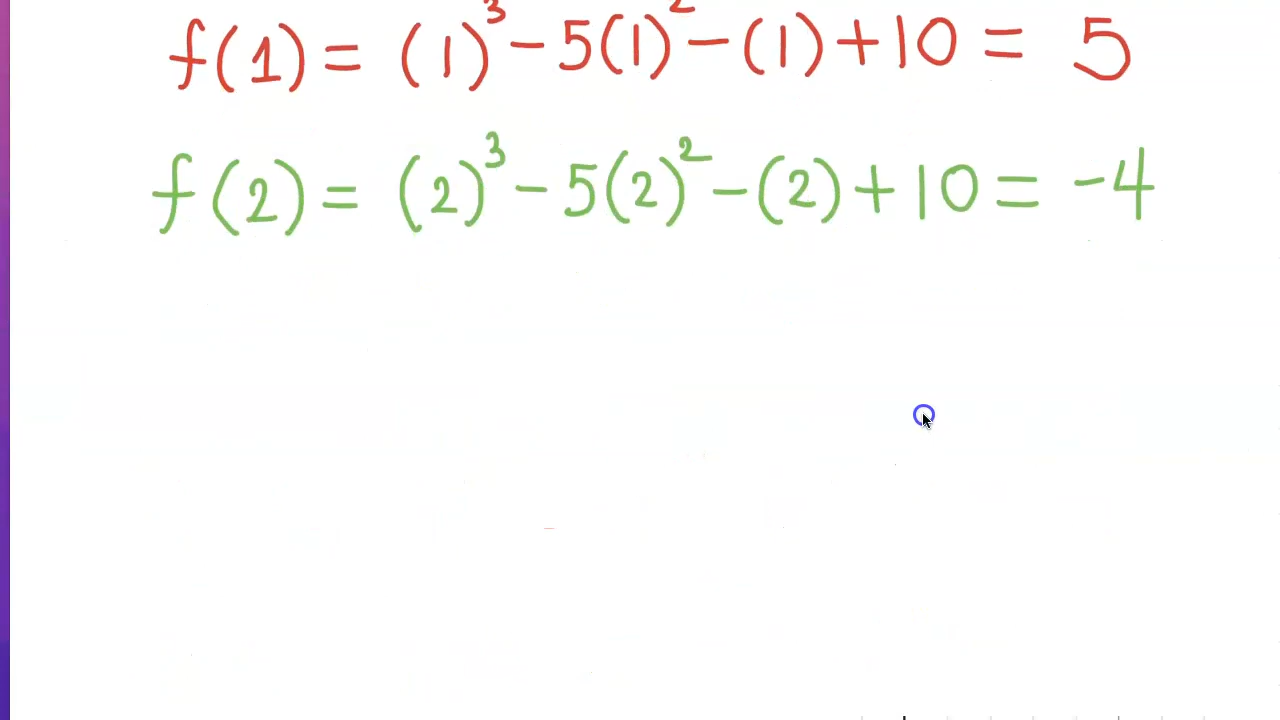 f(1) = (1)³ - 5(1)² - (1) + 10 = 5
f(2) = (2)³ - 5(2)² - (2) + 10 = -4